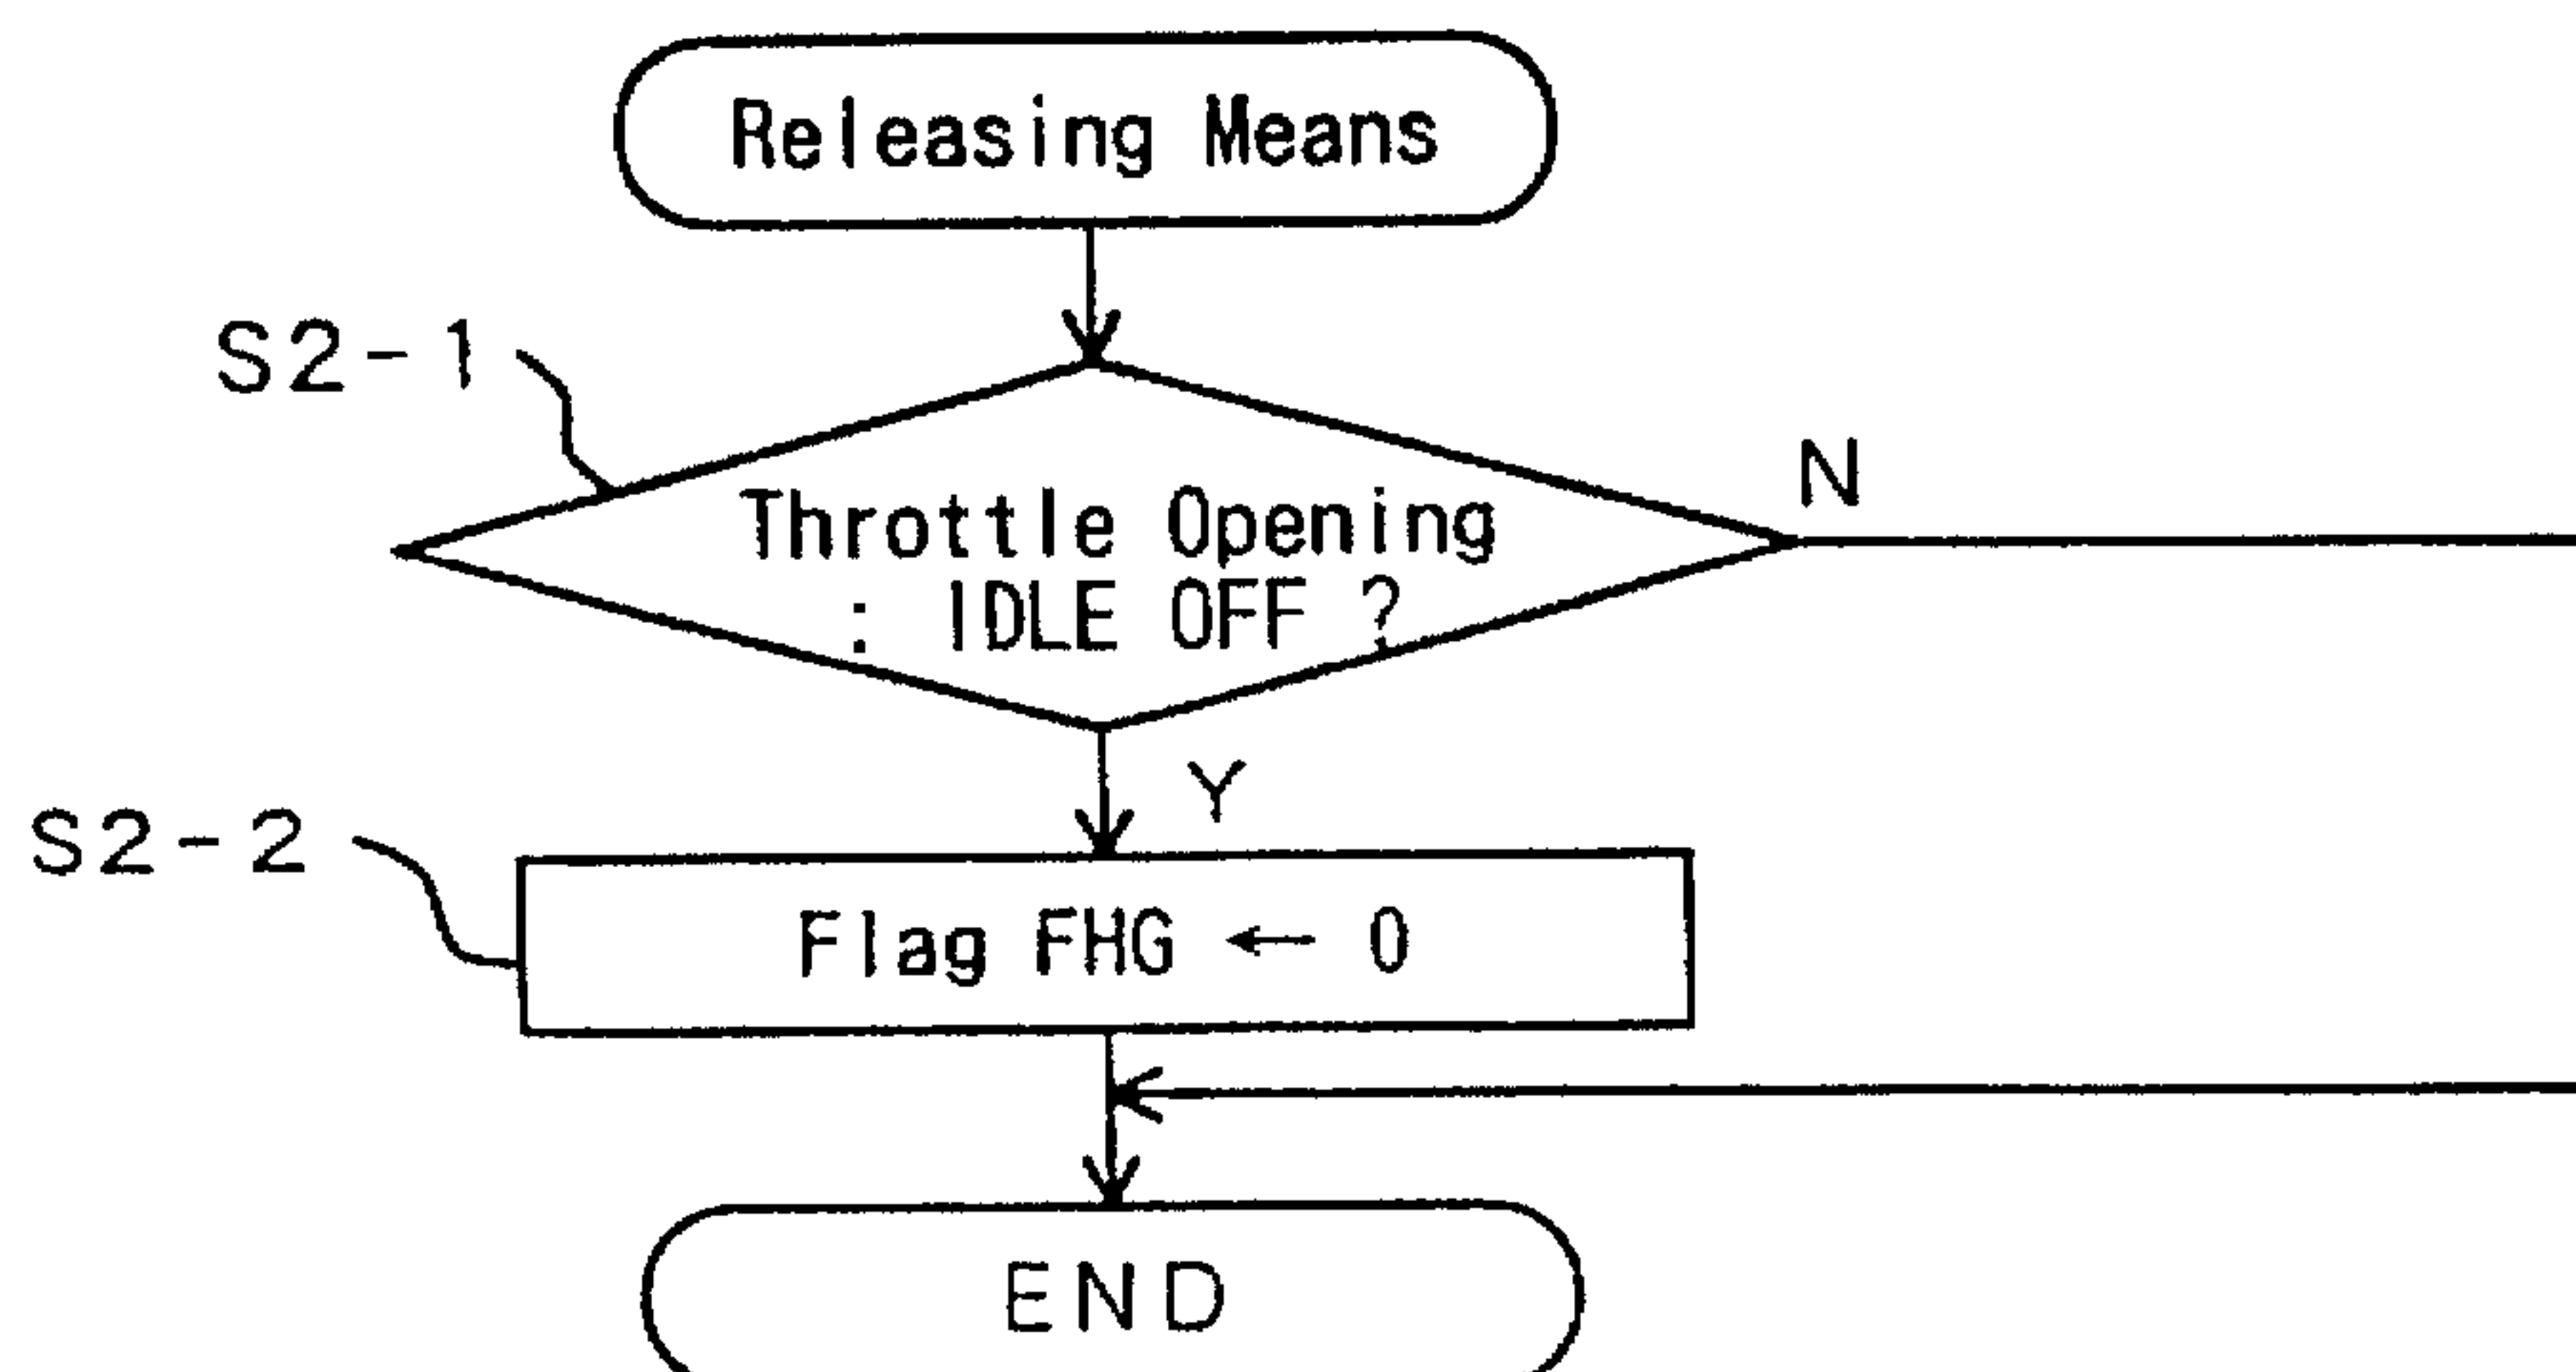 Releasing Means
S2-1
N
Throttle Opening
: IDLE OFF ?
Y
S2-2
Flag FHG ← 0
END